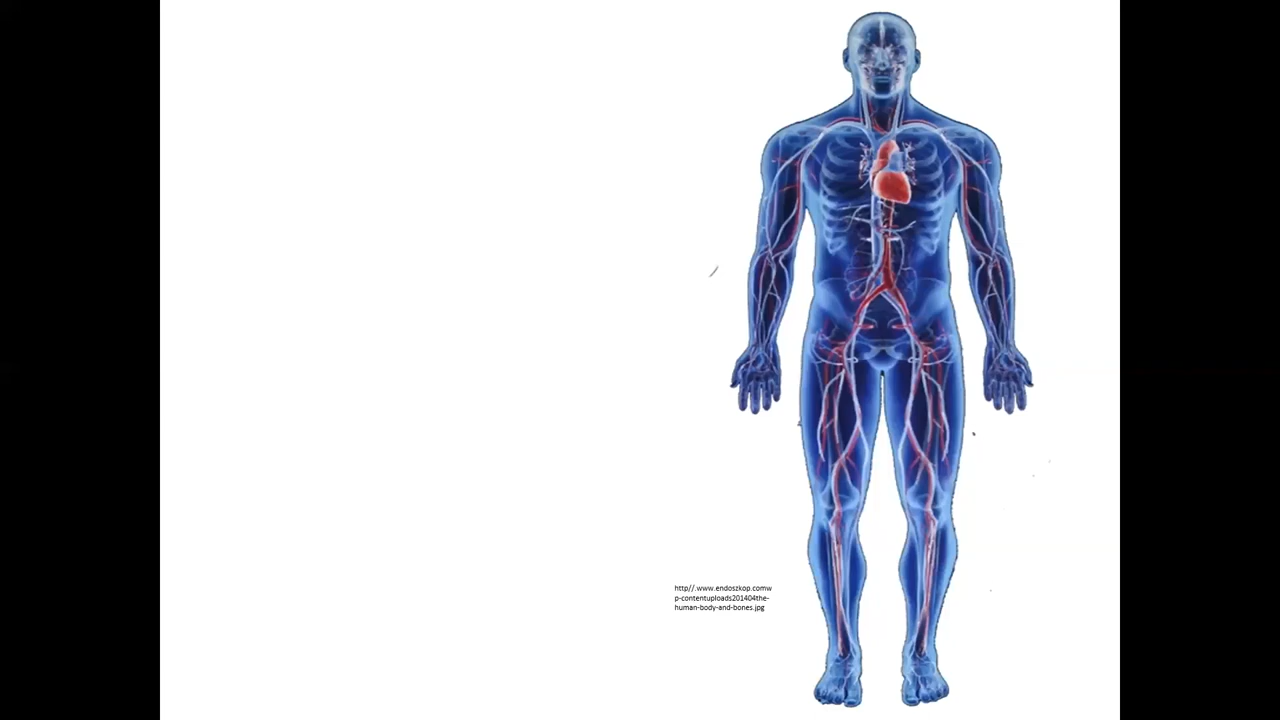 http//.www.endoszkop.comw
p-contentuploads201404the-
human-body-and-bones.jpg